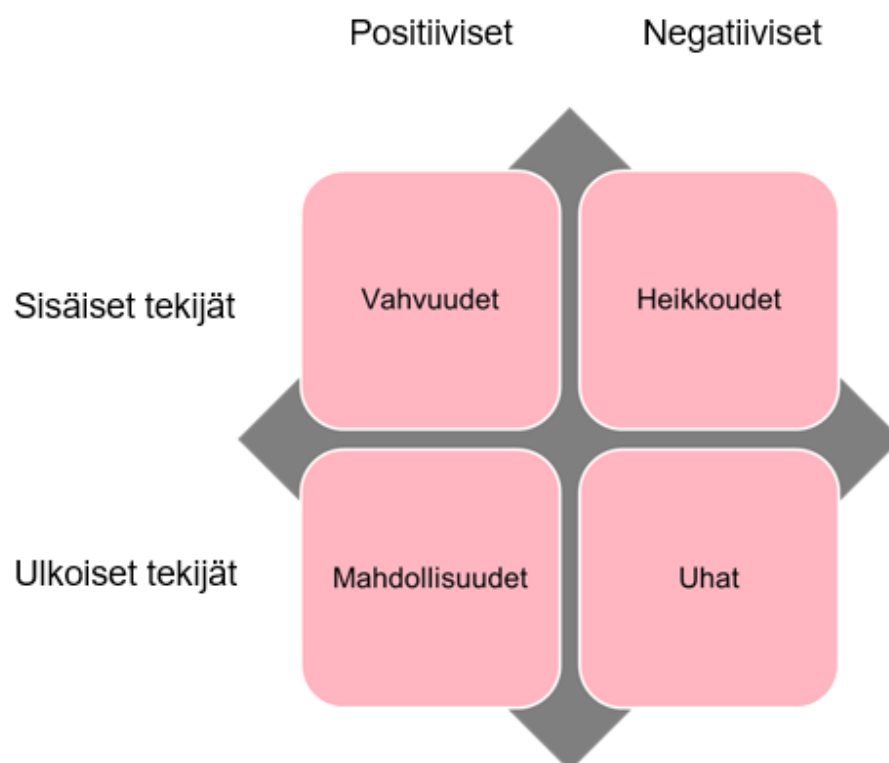 Positiiviset Negatiiviset
Sisäiset tekijät Vahvuudet Heikkoudet
Ulkoiset tekijät Mahdollisuudet Uhat